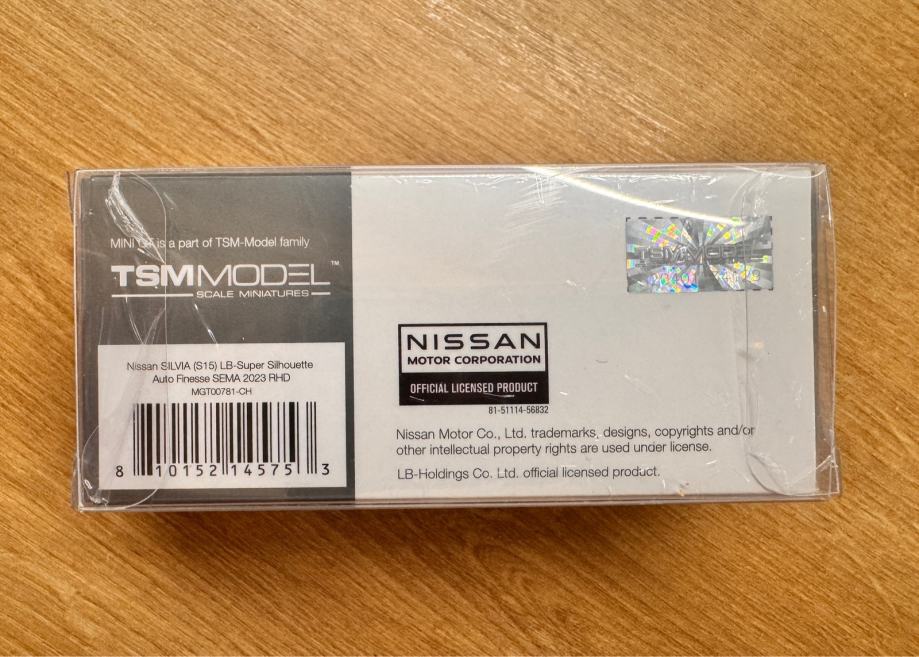 MINI GT is a part of TSM-Model family
TSMMODEL™
SCALE MINIATURES
Nissan SILVIA (S15) LB-Super Silhouette
Auto Finesse SEMA 2023 RHD
MGT00781-CH
8 10152 14575 3
TSM-MODEL
NISSAN
MOTOR CORPORATION
OFFICIAL LICENSED PRODUCT
81-51114-56832
Nissan Motor Co., Ltd. trademarks, designs, copyrights and/or
other intellectual property rights are used under license.
LB-Holdings Co. Ltd. official licensed product.